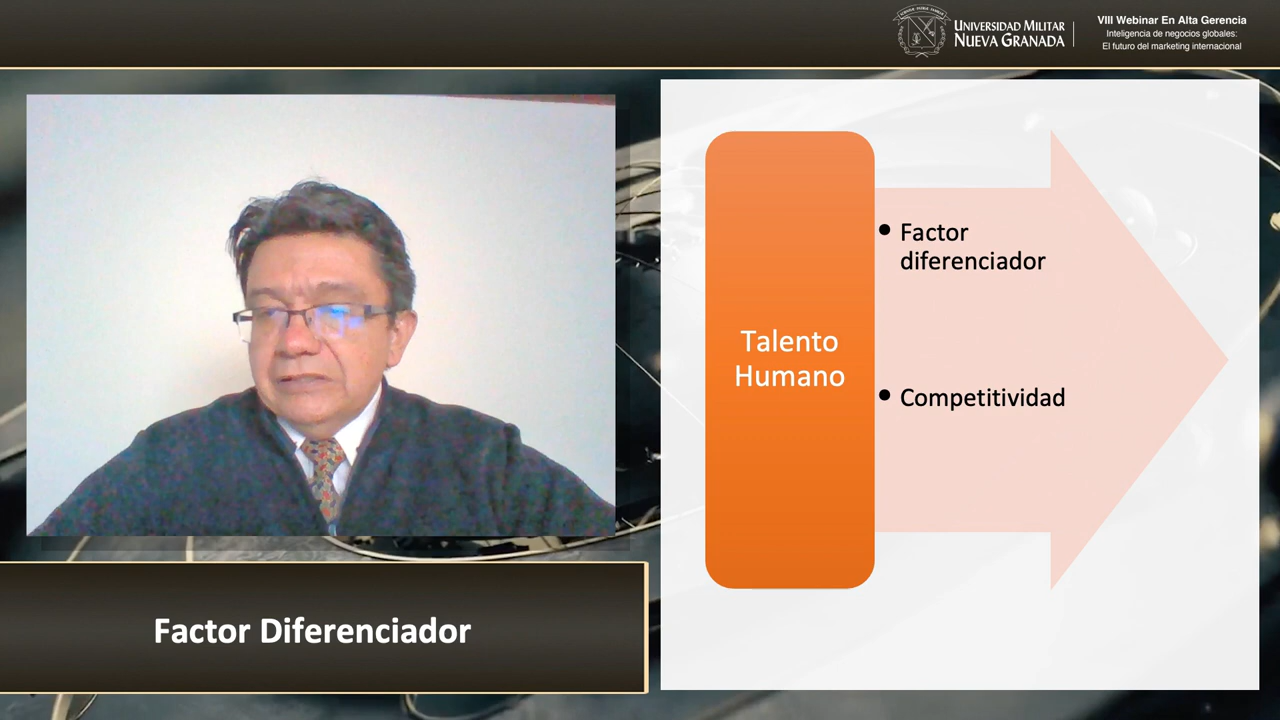 UNIVERSIDAD MILITAR
NUEVA GRANADA
VIII Webinar En Alta Gerencia
Inteligencia de negocios globales:
El futuro del marketing internacional
Talento
Humano
• Factor
diferenciador
• Competitividad
Factor Diferenciador